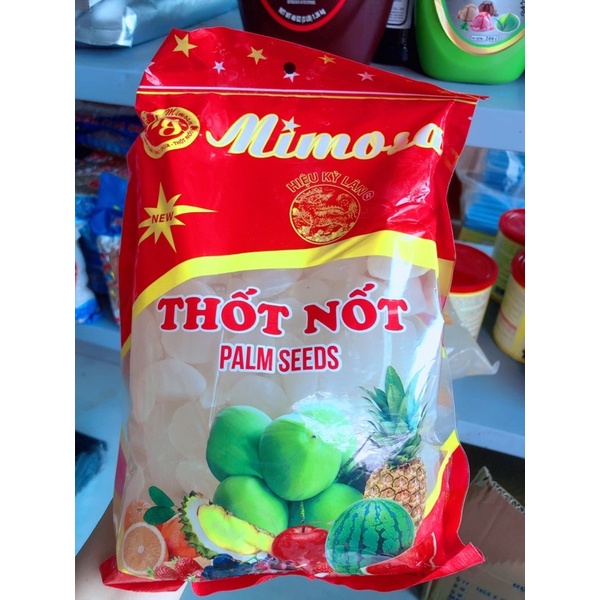 Mimosa
HIỆU KỲ LÂN
NEW
THỐT NỐT
PALM SEEDS